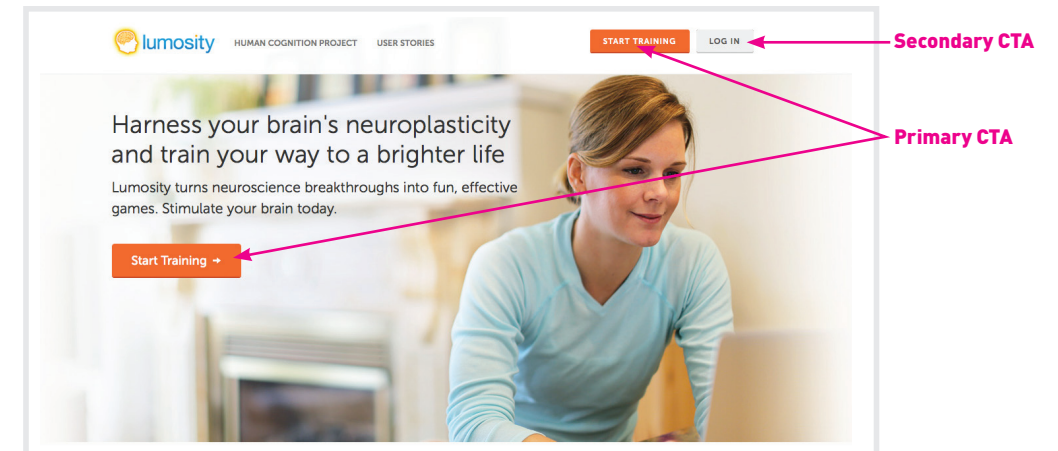 lumosity HUMAN COGNITION PROJECT USER STORIES START TRAINING LOG IN
Secondary CTA
Primary CTA
Harness your brain's neuroplasticity
and train your way to a brighter life
Lumosity turns neuroscience breakthroughs into fun, effective
games. Stimulate your brain today.
Start Training →